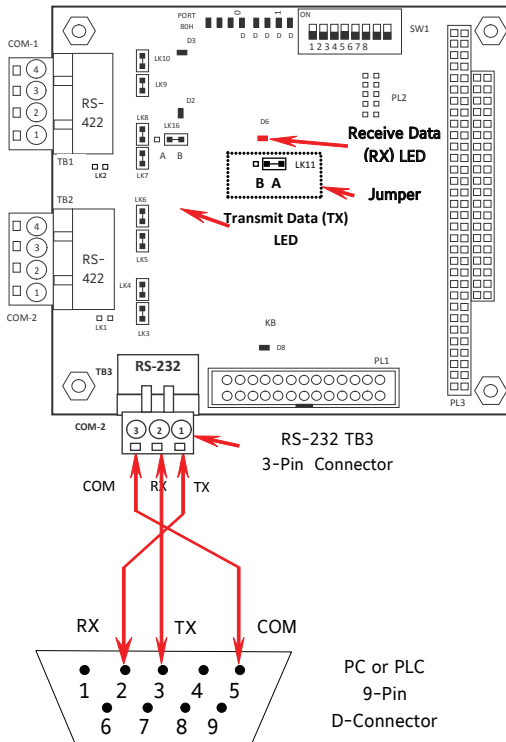 PORT
80H
0
1
D D D D D D
ON
1 2 3 4 5 6 7 8
SW1
COM-1
4
3
2
1
RS-
422
TB1
LK2
LK10
LK9
LK8
LK7
D3
D2
LK16
A B
PL2
D6
Receive Data
(RX) LED
LK11
B A
Jumper
TB2
4
3
2
1
RS-
422
COM-2
LK1
LK6
LK5
LK4
LK3
Transmit Data (TX)
LED
KB
D8
PL1
PL3
TB3
RS-232
COM-2
3 2 1
RS-232 TB3
3-Pin Connector
COM RX TX
RX TX COM
1 2 3 4 5
6 7 8 9
PC or PLC
9-Pin
D-Connector